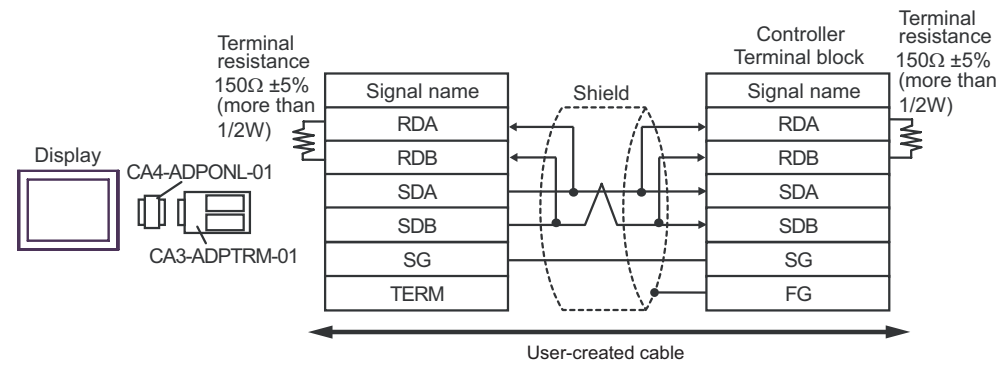 Terminal
resistance
150Ω ±5%
(more than
1/2W)
Controller
Terminal block
Terminal
resistance
150Ω ±5%
(more than
1/2W)
Display
CA4-ADPONL-01
CA3-ADPTRM-01
Signal name
RDA
RDB
SDA
SDB
SG
TERM
Shield
Signal name
RDA
RDB
SDA
SDB
SG
FG
User-created cable